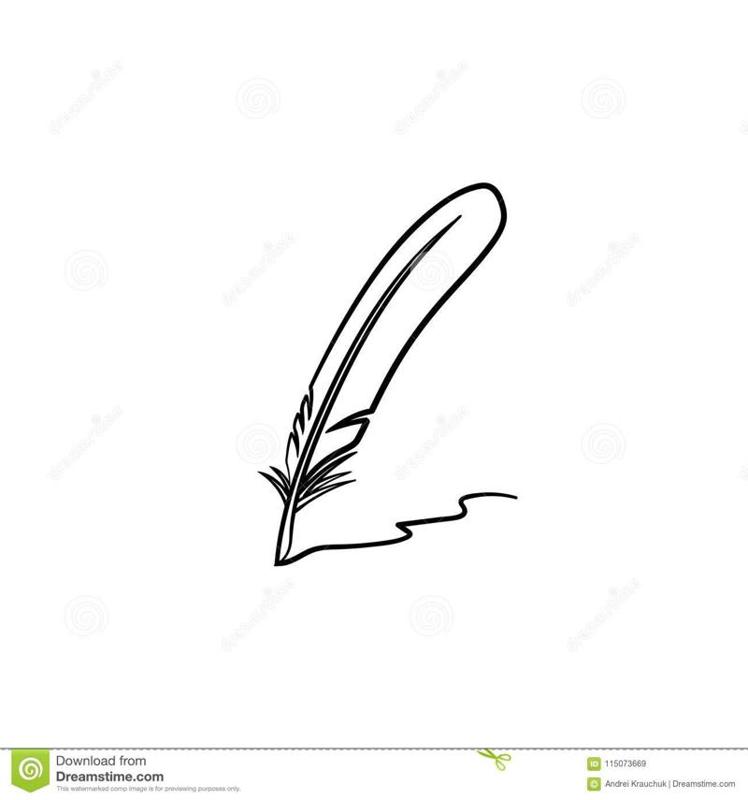 Download from
Dreamstime.com
This watermarked comp image is for previewing purposes only.
ID 115073669
Andrei Krauchuk | Dreamstime.com